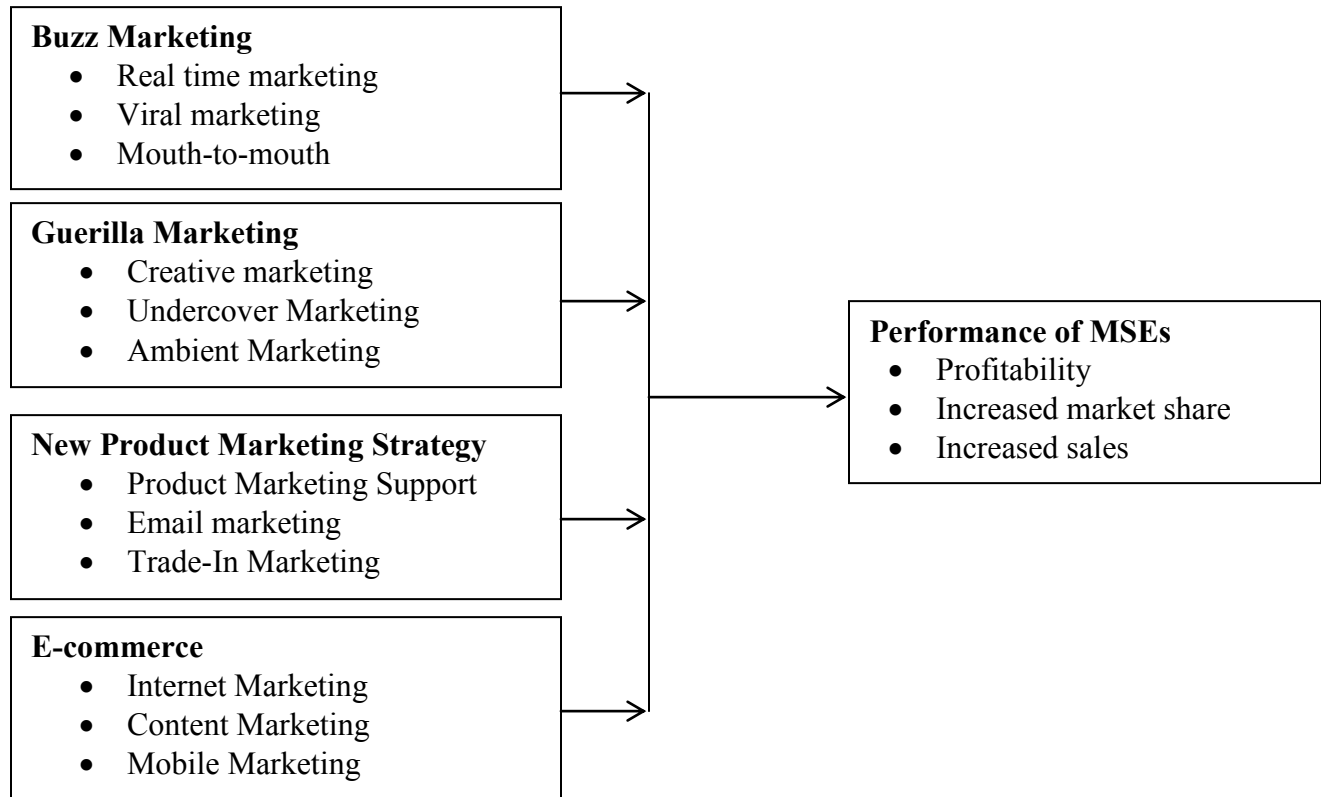 Buzz Marketing
• Real time marketing
• Viral marketing
• Mouth-to-mouth
Guerilla Marketing
• Creative marketing
• Undercover Marketing
• Ambient Marketing
New Product Marketing Strategy
• Product Marketing Support
• Email marketing
• Trade-In Marketing
E-commerce
• Internet Marketing
• Content Marketing
• Mobile Marketing
Performance of MSEs
• Profitability
• Increased market share
• Increased sales